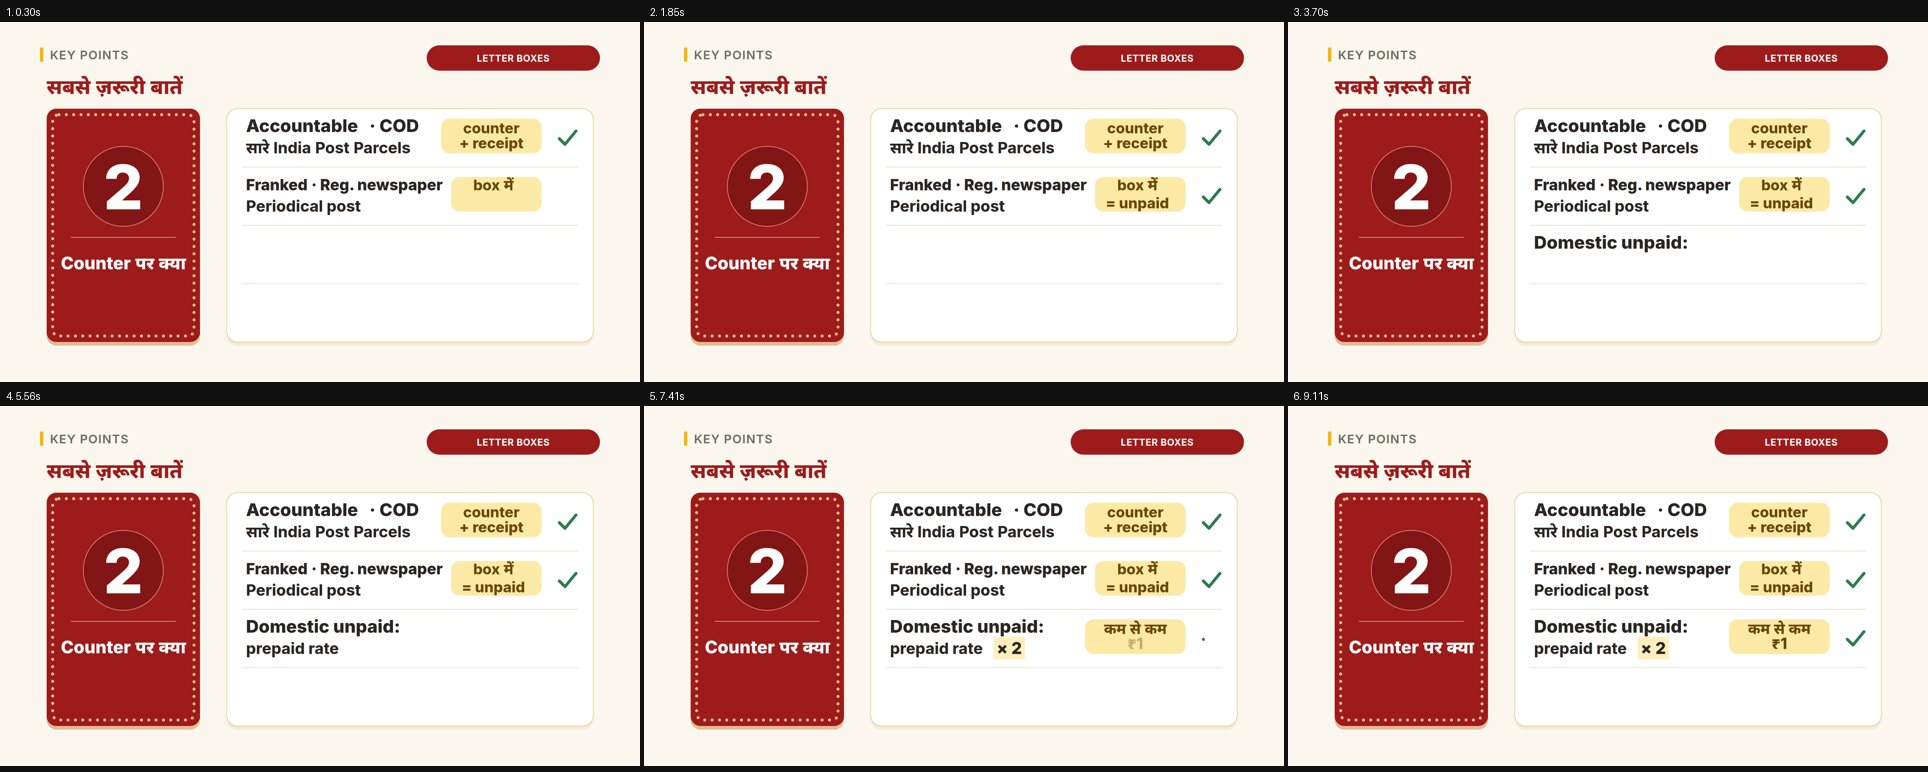 1. 0.30s
KEY POINTS
LETTER BOXES
सबसे ज़रूरी बातें
2
Counter पर क्या
Accountable · COD
सारे India Post Parcels
counter
+ receipt
Franked · Reg. newspaper
Periodical post
box में
2. 1.85s
KEY POINTS
LETTER BOXES
सबसे ज़रूरी बातें
2
Counter पर क्या
Accountable · COD
सारे India Post Parcels
counter
+ receipt
Franked · Reg. newspaper
Periodical post
box में
= unpaid
3. 3.70s
KEY POINTS
LETTER BOXES
सबसे ज़रूरी बातें
2
Counter पर क्या
Accountable · COD
सारे India Post Parcels
counter
+ receipt
Franked · Reg. newspaper
Periodical post
box में
= unpaid
Domestic unpaid:
4. 5.56s
KEY POINTS
LETTER BOXES
सबसे ज़रूरी बातें
2
Counter पर क्या
Accountable · COD
सारे India Post Parcels
counter
+ receipt
Franked · Reg. newspaper
Periodical post
box में
= unpaid
Domestic unpaid:
prepaid rate
5. 7.41s
KEY POINTS
LETTER BOXES
सबसे ज़रूरी बातें
2
Counter पर क्या
Accountable · COD
सारे India Post Parcels
counter
+ receipt
Franked · Reg. newspaper
Periodical post
box में
= unpaid
Domestic unpaid:
prepaid rate × 2
कम से कम
₹1
6. 9.11s
KEY POINTS
LETTER BOXES
सबसे ज़रूरी बातें
2
Counter पर क्या
Accountable · COD
सारे India Post Parcels
counter
+ receipt
Franked · Reg. newspaper
Periodical post
box में
= unpaid
Domestic unpaid:
prepaid rate × 2
कम से कम
₹1